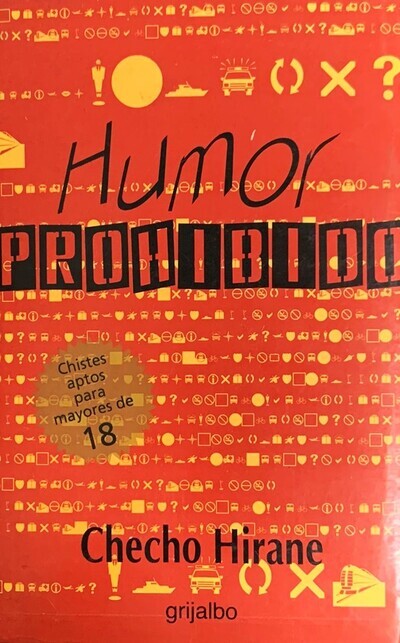 Humor
PROHIBIDO
Chistes
aptos
para
mayores de
18
Checho Hirane
grijalbo